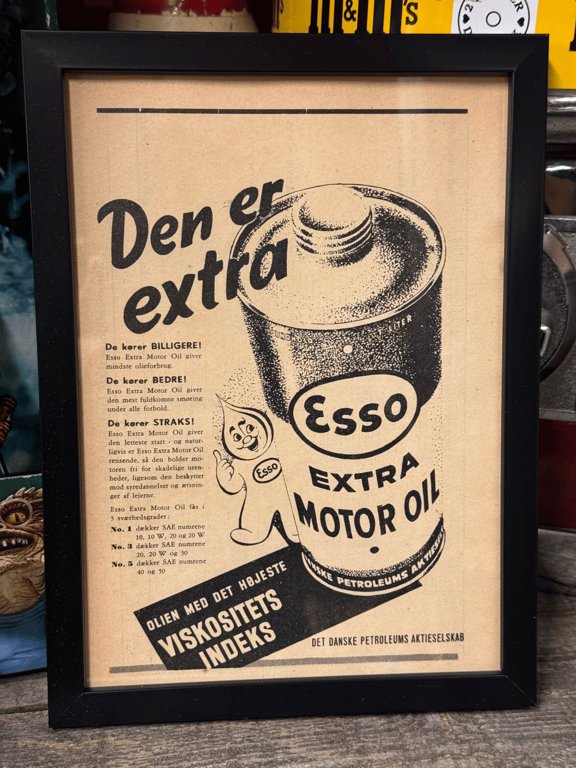 &
'S
Den er
extra
LITER
De kører BILLIGERE!
Esso Extra Motor Oil giver
mindste olieforbrug.
De kører BEDRE!
Esso Extra Motor Oil giver
den mest fuldkomne smøring
under alle forhold.
De kører STRAKS!
Esso Extra Motor Oil giver
den letteste start - og natur-
ligvis er Esso Extra Motor Oil
rensende, så den holder mo-
toren fri for skadelige uren-
heder, ligesom den beskytter
mod syredannelser og ætsnin-
ger af lejerne.
Esso Extra Motor Oil fås i
3 sværhedsgrader:
No. 1 dækker SAE numrene
10, 10 W, 20 og 20 W
No. 3 dækker SAE numrene
20, 20 W og 30
No. 5 dækker SAE numrene
40 og 50
Esso
Esso
EXTRA
MOTOR OIL
DANSKE PETROLEUMS AKTIESE
OLIEN MED DET HØJESTE
VISKOSITETS
INDEKS
DET DANSKE PETROLEUMS AKTIESELSKAB